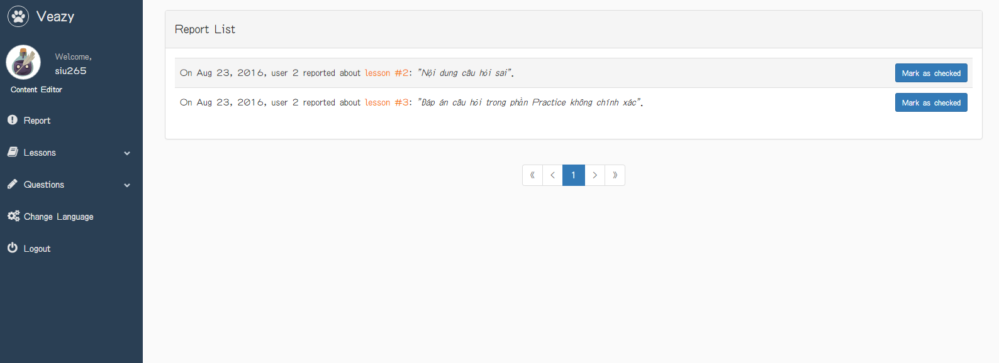 Veazy
Welcome,
siu265
Content Editor
Report
Lessons
Questions
Change Language
Logout
Report List
On Aug 23, 2016, user 2 reported about lesson #2: "Nội dung câu hỏi sai".
Mark as checked
On Aug 23, 2016, user 2 reported about lesson #3: "Đáp án câu hỏi trong phần Practice không chính xác".
Mark as checked
« < 1 > »